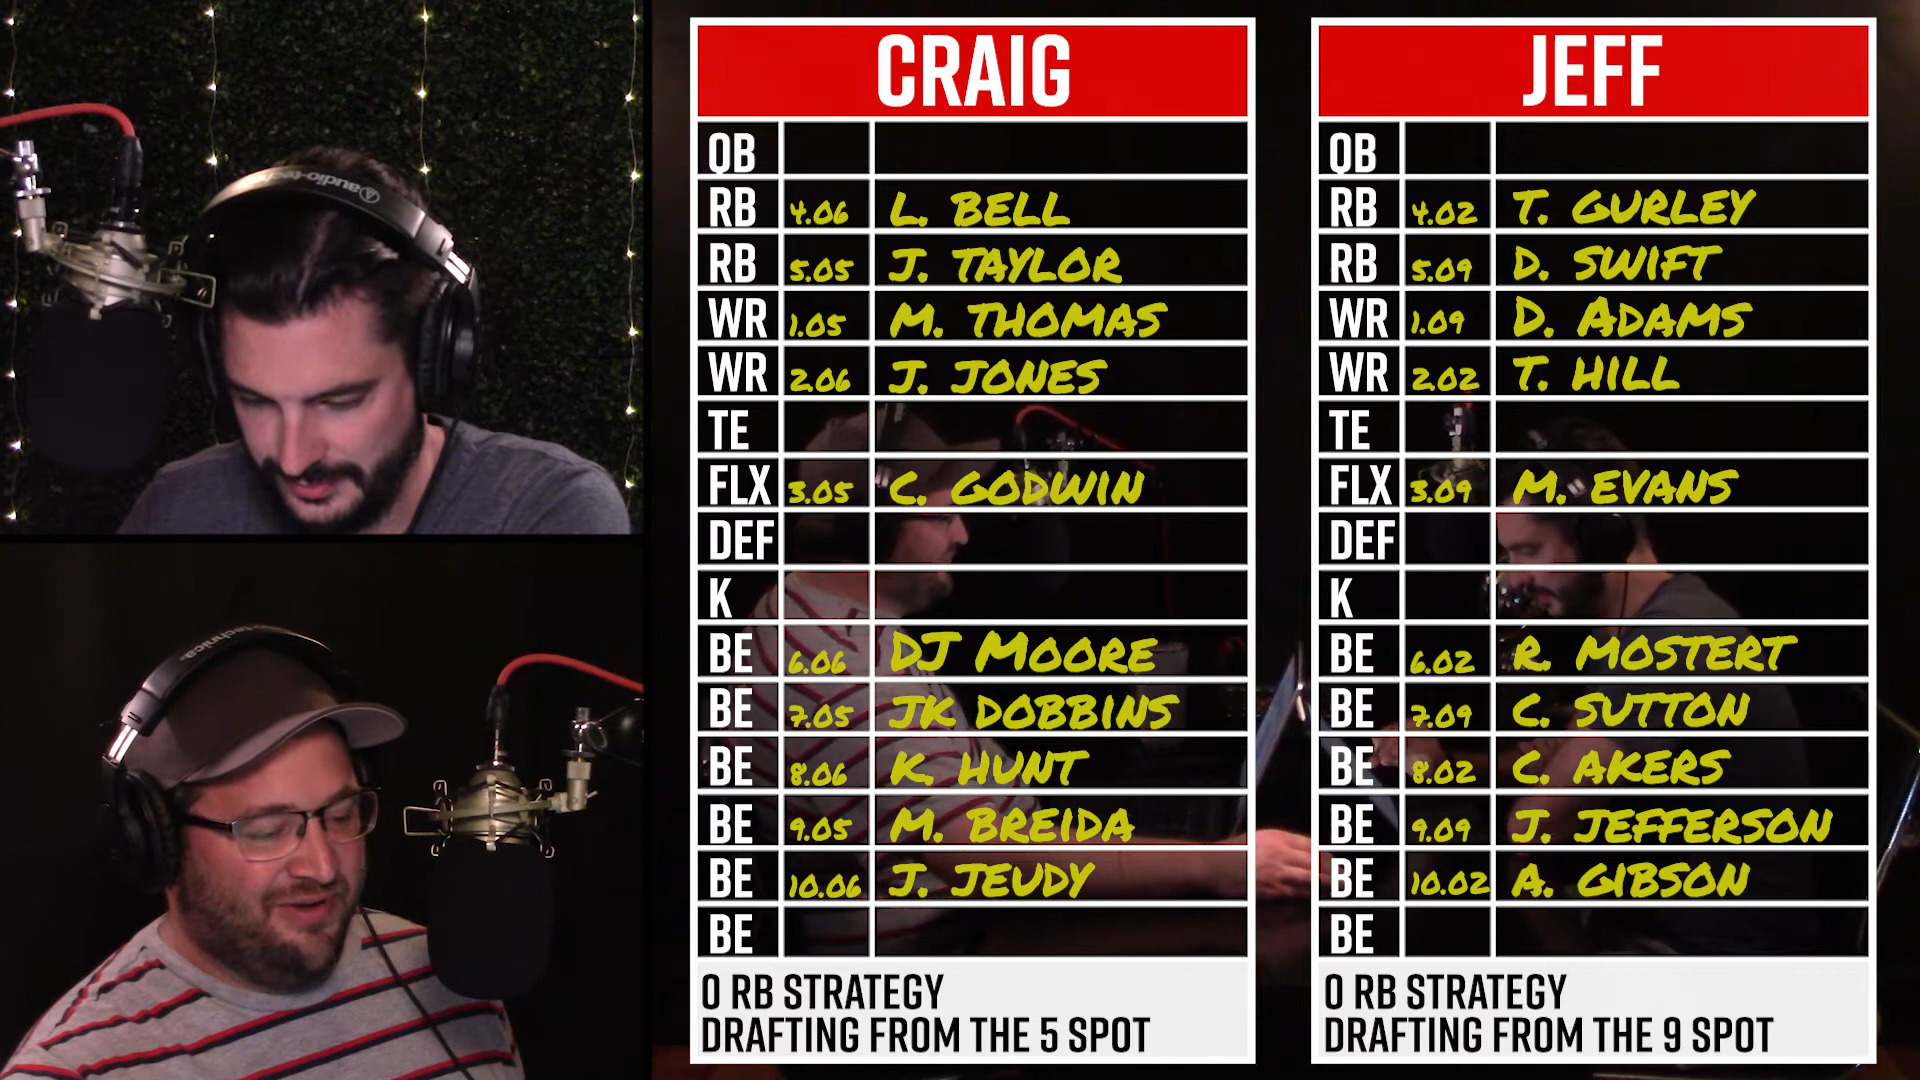 audio-tech
technica.
CRAIG
QB
RB 4.06 L. BELL
RB 5.05 J. TAYLOR
WR 1.05 M. THOMAS
WR 2.06 J. JONES
TE
FLX 3.05 C. GODWIN
DEF
K
BE 6.06 DJ MOORE
BE 7.05 JK DOBBINS
BE 8.06 K. HUNT
BE 9.05 M. BREIDA
BE 10.06 J. JEUDY
BE
0 RB STRATEGY
DRAFTING FROM THE 5 SPOT
JEFF
QB
RB 4.02 T. GURLEY
RB 5.09 D. SWIFT
WR 1.09 D. ADAMS
WR 2.02 T. HILL
TE
FLX 3.09 M. EVANS
DEF
K
BE 6.02 R. MOSTERT
BE 7.09 C. SUTTON
BE 8.02 C. AKERS
BE 9.09 J. JEFFERSON
BE 10.02 A. GIBSON
BE
0 RB STRATEGY
DRAFTING FROM THE 9 SPOT